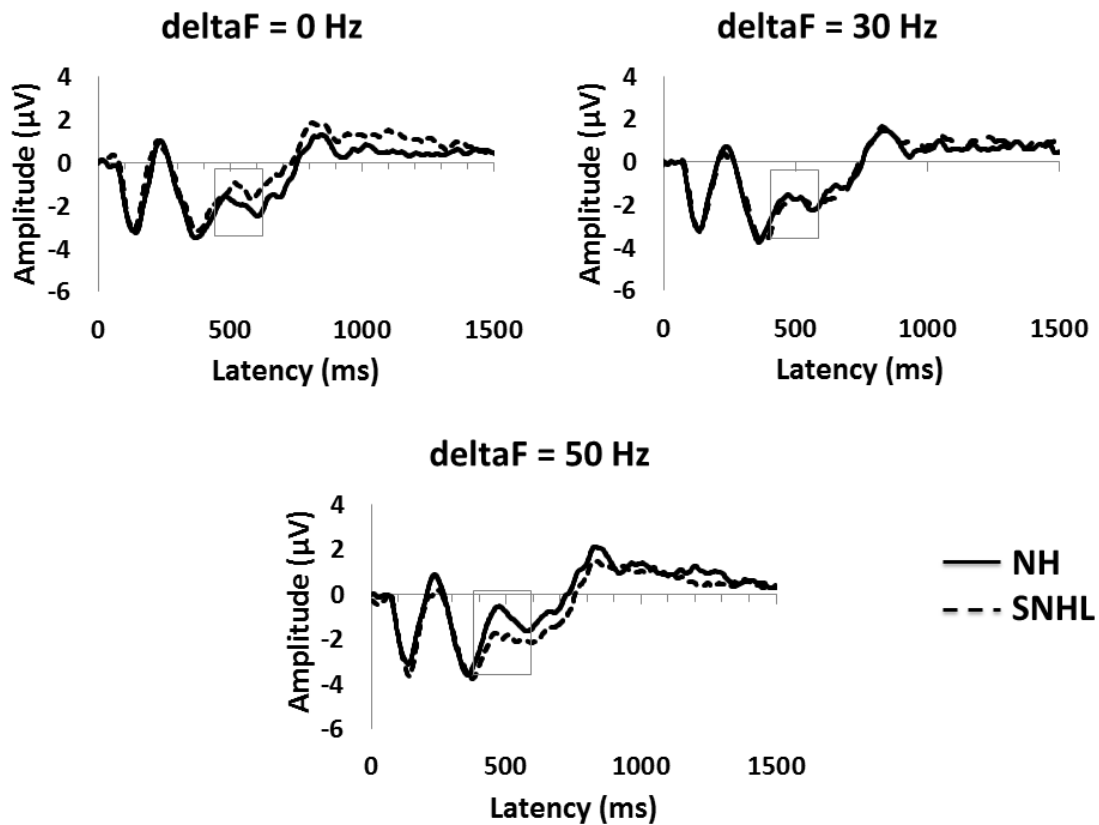 deltaF = 0 Hz
Amplitude (µV)
4
2
0
-2
-4
-6
0 500 1000 1500
Latency (ms)
deltaF = 30 Hz
Amplitude (µV)
4
2
0
-2
-4
-6
0 500 1000 1500
Latency (ms)
deltaF = 50 Hz
Amplitude (µV)
4
2
0
-2
-4
-6
0 500 1000 1500
Latency (ms)
NH
SNHL